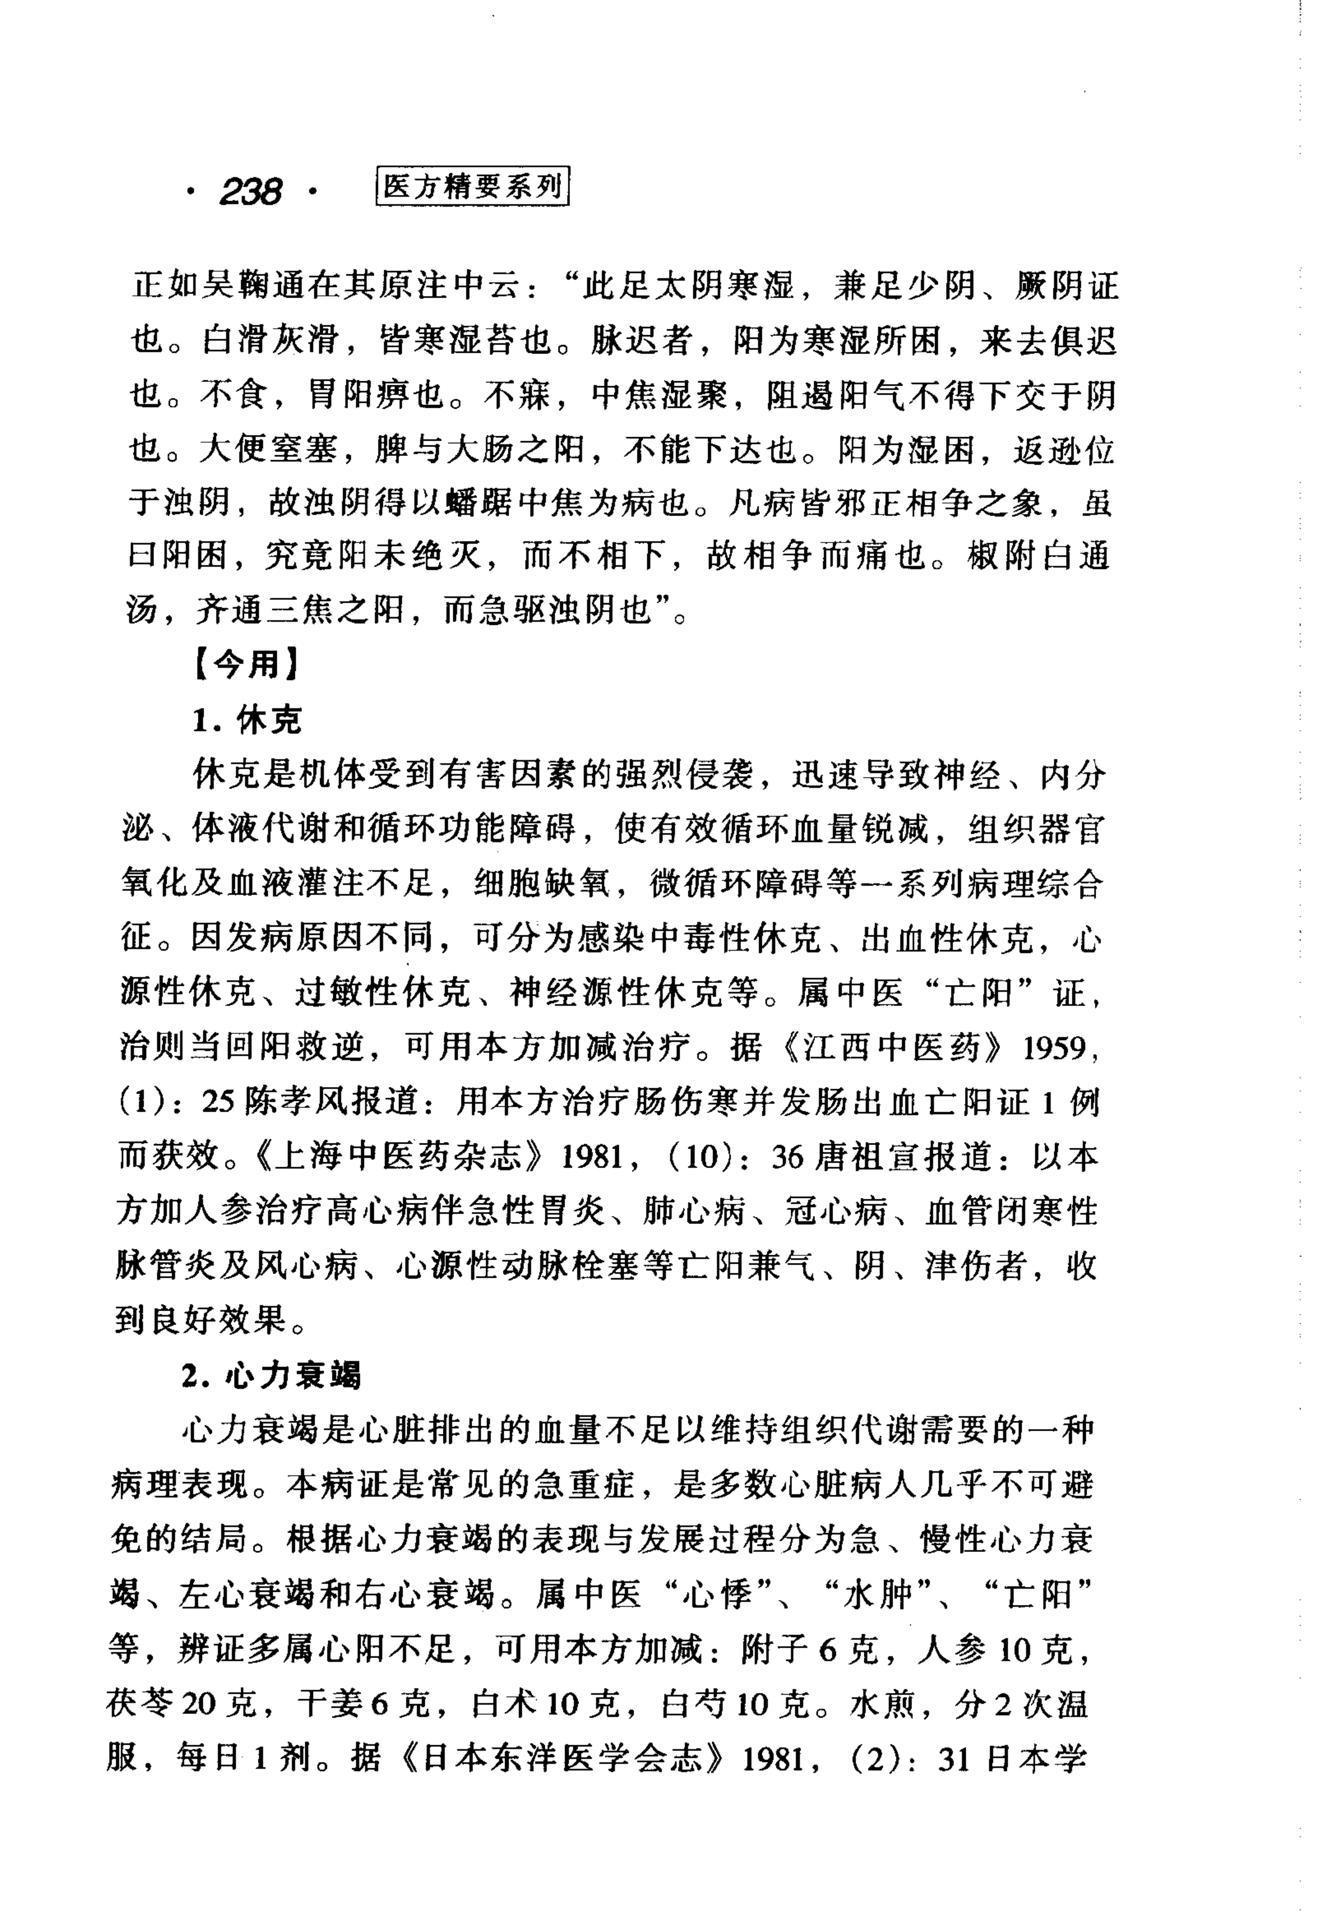 · 238 · 医方精要系列
正如吴鞠通在其原注中云：“此足太阴寒湿，兼足少阴、厥阴证
也。白滑灰滑，皆寒湿苔也。脉迟者，阳为寒湿所困，来去俱迟
也。不食，胃阳痹也。不寐，中焦湿聚，阻遏阳气不得下交于阴
也。大便窒塞，脾与大肠之阳，不能下达也。阳为湿困，返逊位
于浊阴，故浊阴得以蟠踞中焦为病也。凡病皆邪正相争之象，虽
曰阳困，究竟阳未绝灭，而不相下，故相争而痛也。椒附白通
汤，齐通三焦之阳，而急驱浊阴也”。
【今用】
1. 休克
休克是机体受到有害因素的强烈侵袭，迅速导致神经、内分
泌、体液代谢和循环功能障碍，使有效循环血量锐减，组织器官
氧化及血液灌注不足，细胞缺氧，微循环障碍等一系列病理综合
征。因发病原因不同，可分为感染中毒性休克、出血性休克，心
源性休克、过敏性休克、神经源性休克等。属中医“亡阳”证，
治则当回阳救逆，可用本方加减治疗。据《江西中医药》1959，
(1)：25 陈孝风报道：用本方治疗肠伤寒并发肠出血亡阳证 1 例
而获效。《上海中医药杂志》1981，(10)：36 唐祖宣报道：以本
方加人参治疗高心病伴急性胃炎、肺心病、冠心病、血管闭寒性
脉管炎及风心病、心源性动脉栓塞等亡阳兼气、阴、津伤者，收
到良好效果。
2. 心力衰竭
心力衰竭是心脏排出的血量不足以维持组织代谢需要的一种
病理表现。本病证是常见的急重症，是多数心脏病人几乎不可避
免的结局。根据心力衰竭的表现与发展过程分为急、慢性心力衰
竭、左心衰竭和右心衰竭。属中医“心悸”、“水肿”、“亡阳”
等，辨证多属心阳不足，可用本方加减：附子 6 克，人参 10 克，
茯苓 20 克，干姜 6 克，白术 10 克，白芍 10 克。水煎，分 2 次温
服，每日 1 剂。据《日本东洋医学会志》1981，(2)：31 日本学